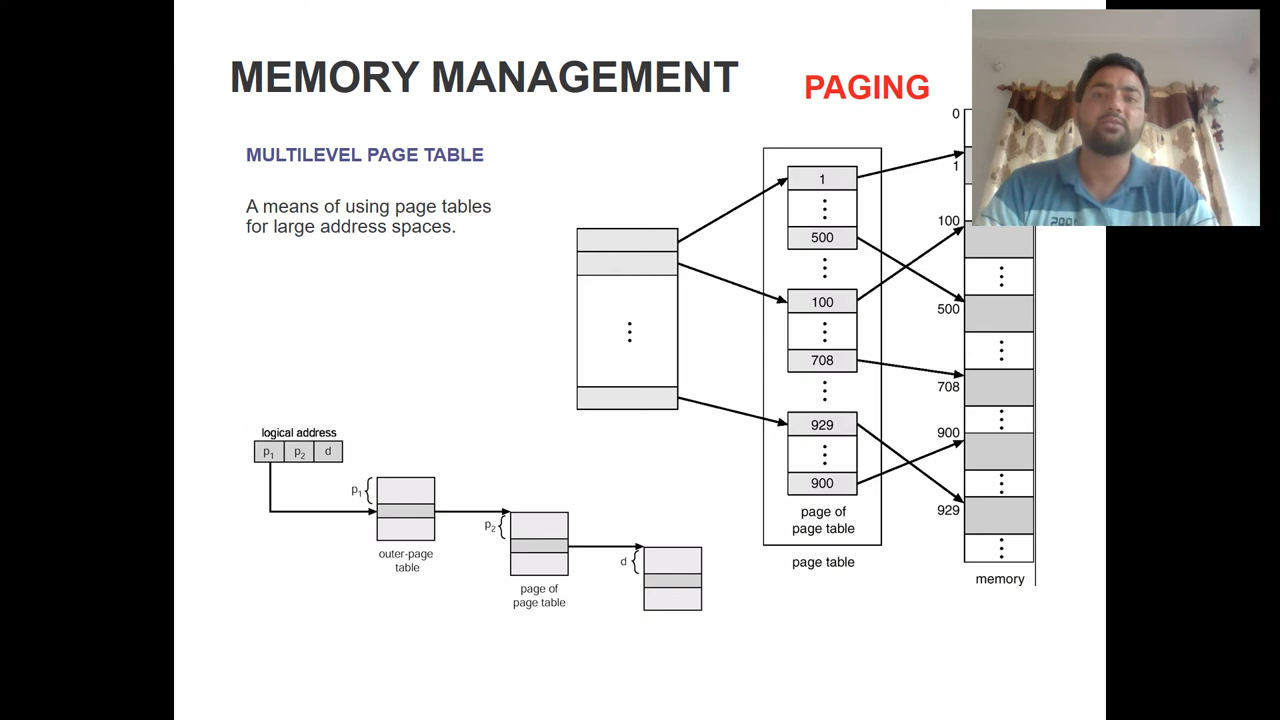 MEMORY MANAGEMENT
PAGING
MULTILEVEL PAGE TABLE
A means of using page tables
for large address spaces.
1
500
100
708
929
900
page of
page table
page table
0
1
100
500
708
900
929
memory
logical address
p1 p2 d
p1
outer-page
table
p2
page of
page table
d